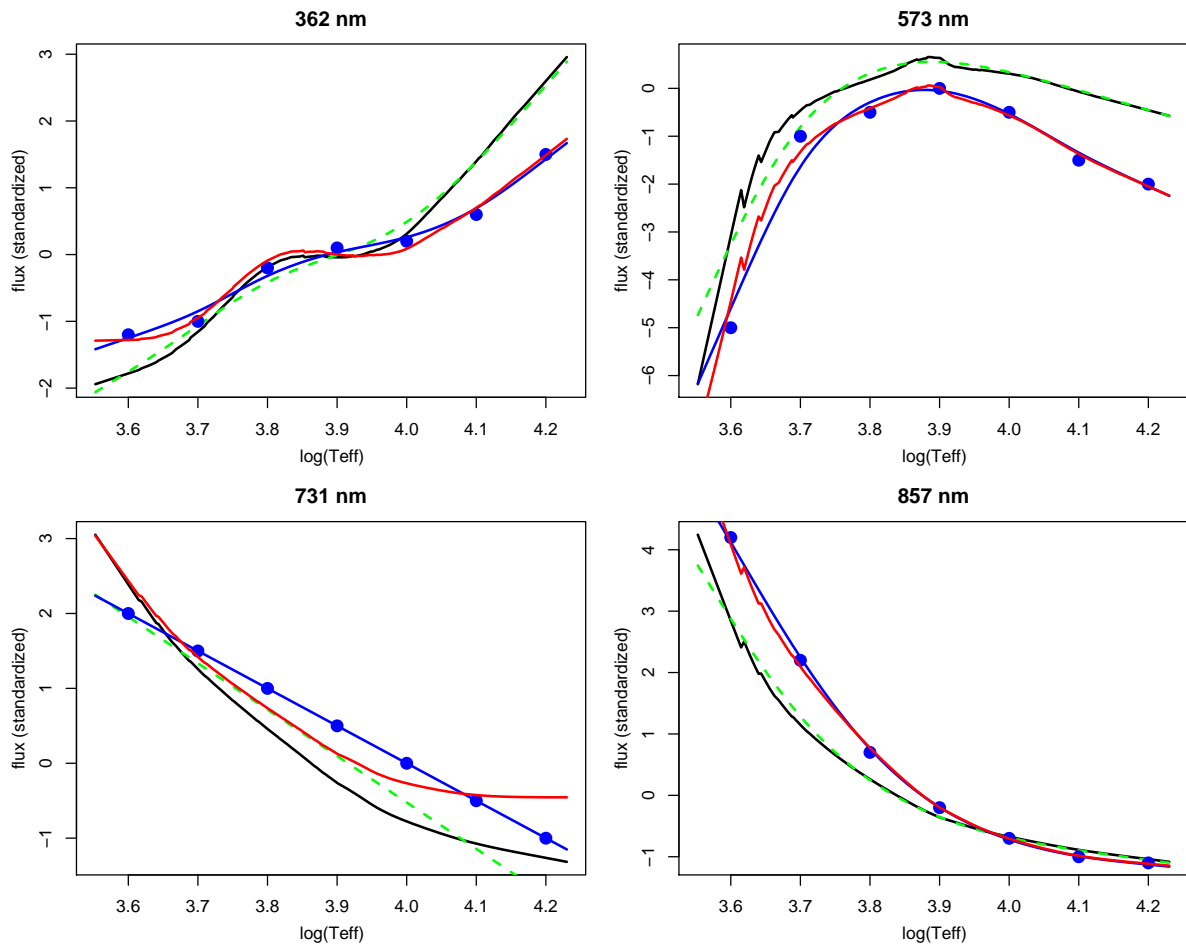 362 nm
3
2
1
0
−1
−2
flux (standardized)
3.6 3.7 3.8 3.9 4.0 4.1 4.2
log(Teff)
573 nm
0
−1
−2
−3
−4
−5
−6
flux (standardized)
3.6 3.7 3.8 3.9 4.0 4.1 4.2
log(Teff)
731 nm
3
2
1
0
−1
flux (standardized)
3.6 3.7 3.8 3.9 4.0 4.1 4.2
log(Teff)
857 nm
4
3
2
1
0
−1
flux (standardized)
3.6 3.7 3.8 3.9 4.0 4.1 4.2
log(Teff)